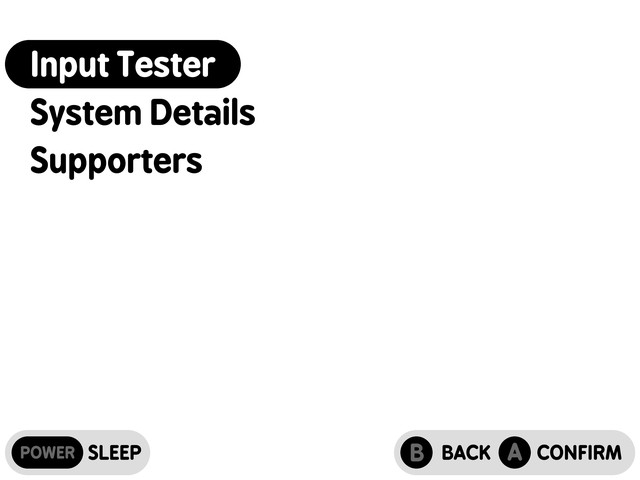 Input Tester
System Details
Supporters
POWER SLEEP
B BACK A CONFIRM